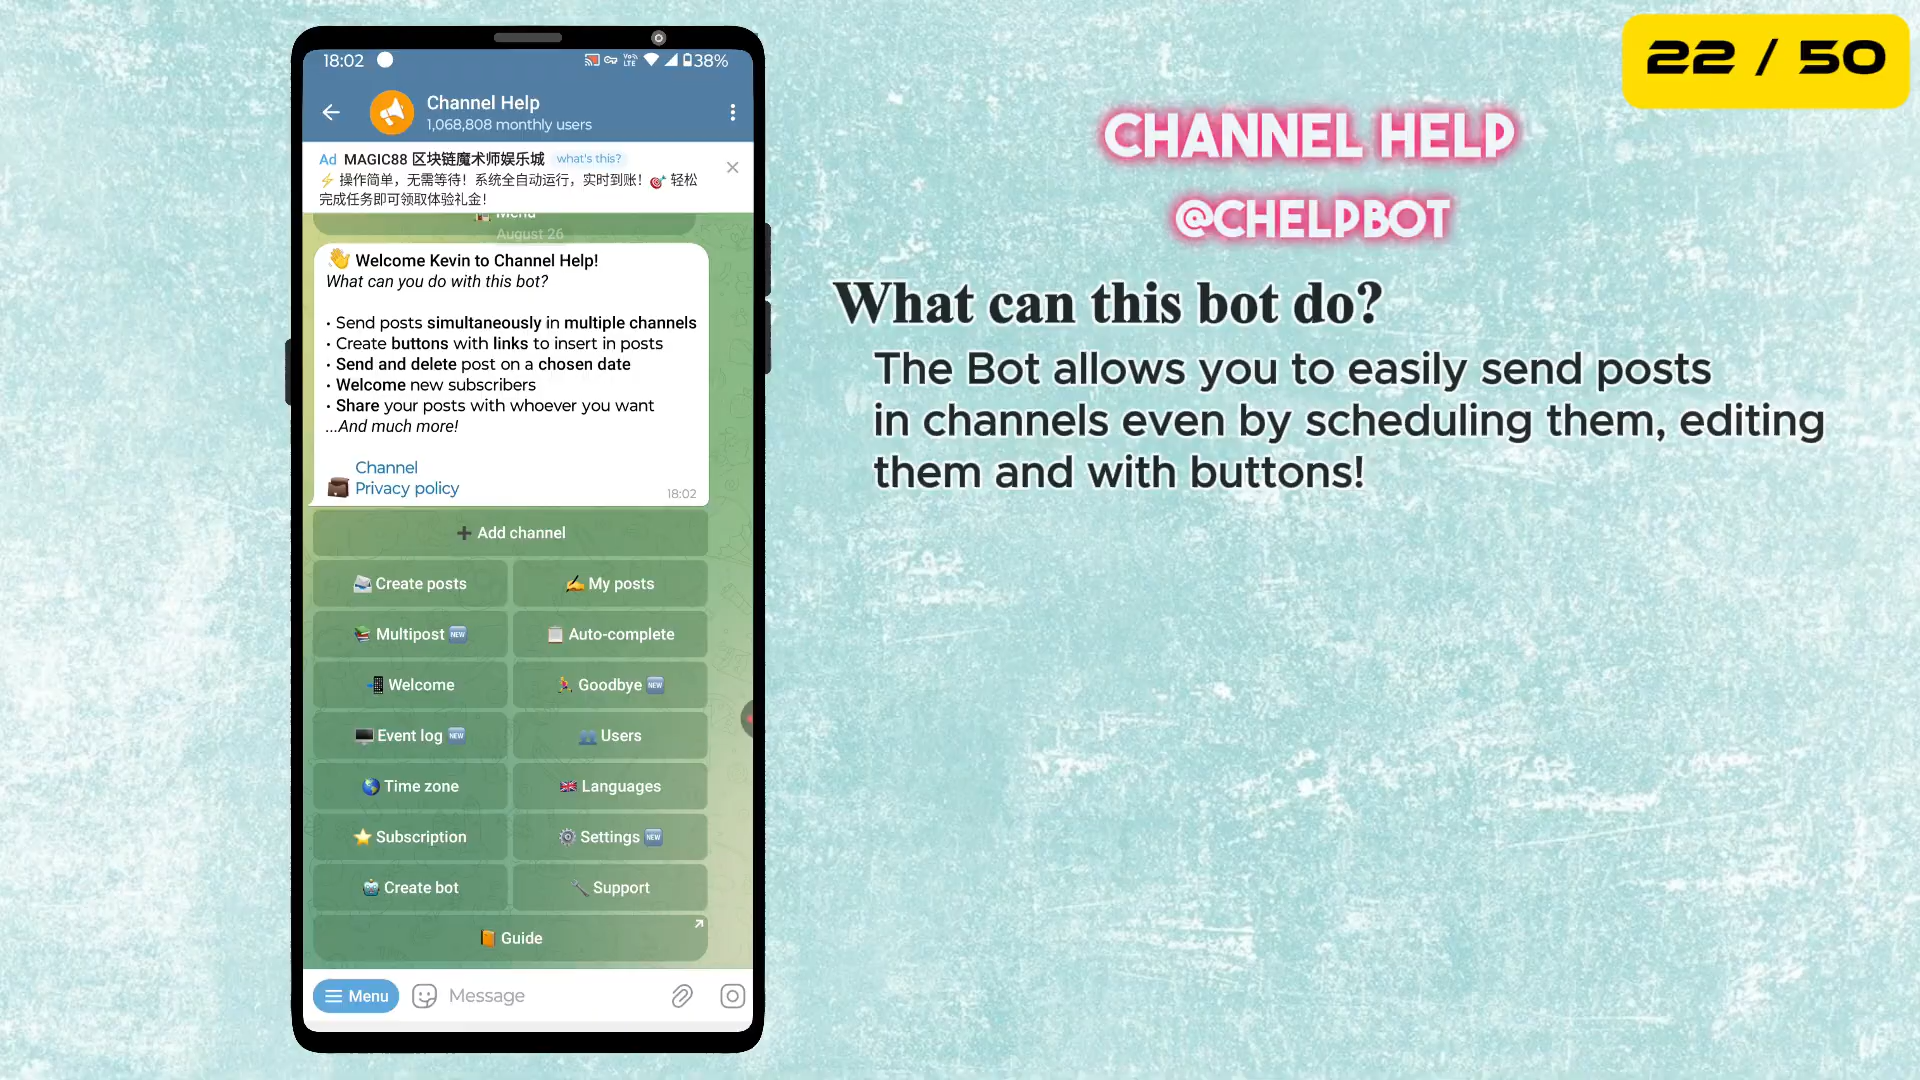 22 / 50
18:02
38%
Channel Help
1,068,808 monthly users
Ad MAGIC88 区块链魔术师娱乐城 what's this?
⚡ 操作简单，无需等待！系统全自动运行，实时到账！🎯 轻松
完成任务即可领取体验礼金！
Menu
August 26
👋 Welcome Kevin to Channel Help!
What can you do with this bot?
• Send posts simultaneously in multiple channels
• Create buttons with links to insert in posts
• Send and delete post on a chosen date
• Welcome new subscribers
• Share your posts with whoever you want
...And much more!
Channel
Privacy policy
18:02
➕ Add channel
Create posts
My posts
Multipost NEW
Auto-complete
Welcome
Goodbye NEW
Event log NEW
Users
Time zone
Languages
Subscription
Settings NEW
Create bot
Support
Guide
Menu
Message
CHANNEL HELP
@CHELPBOT
What can this bot do?
The Bot allows you to easily send posts
in channels even by scheduling them, editing
them and with buttons!